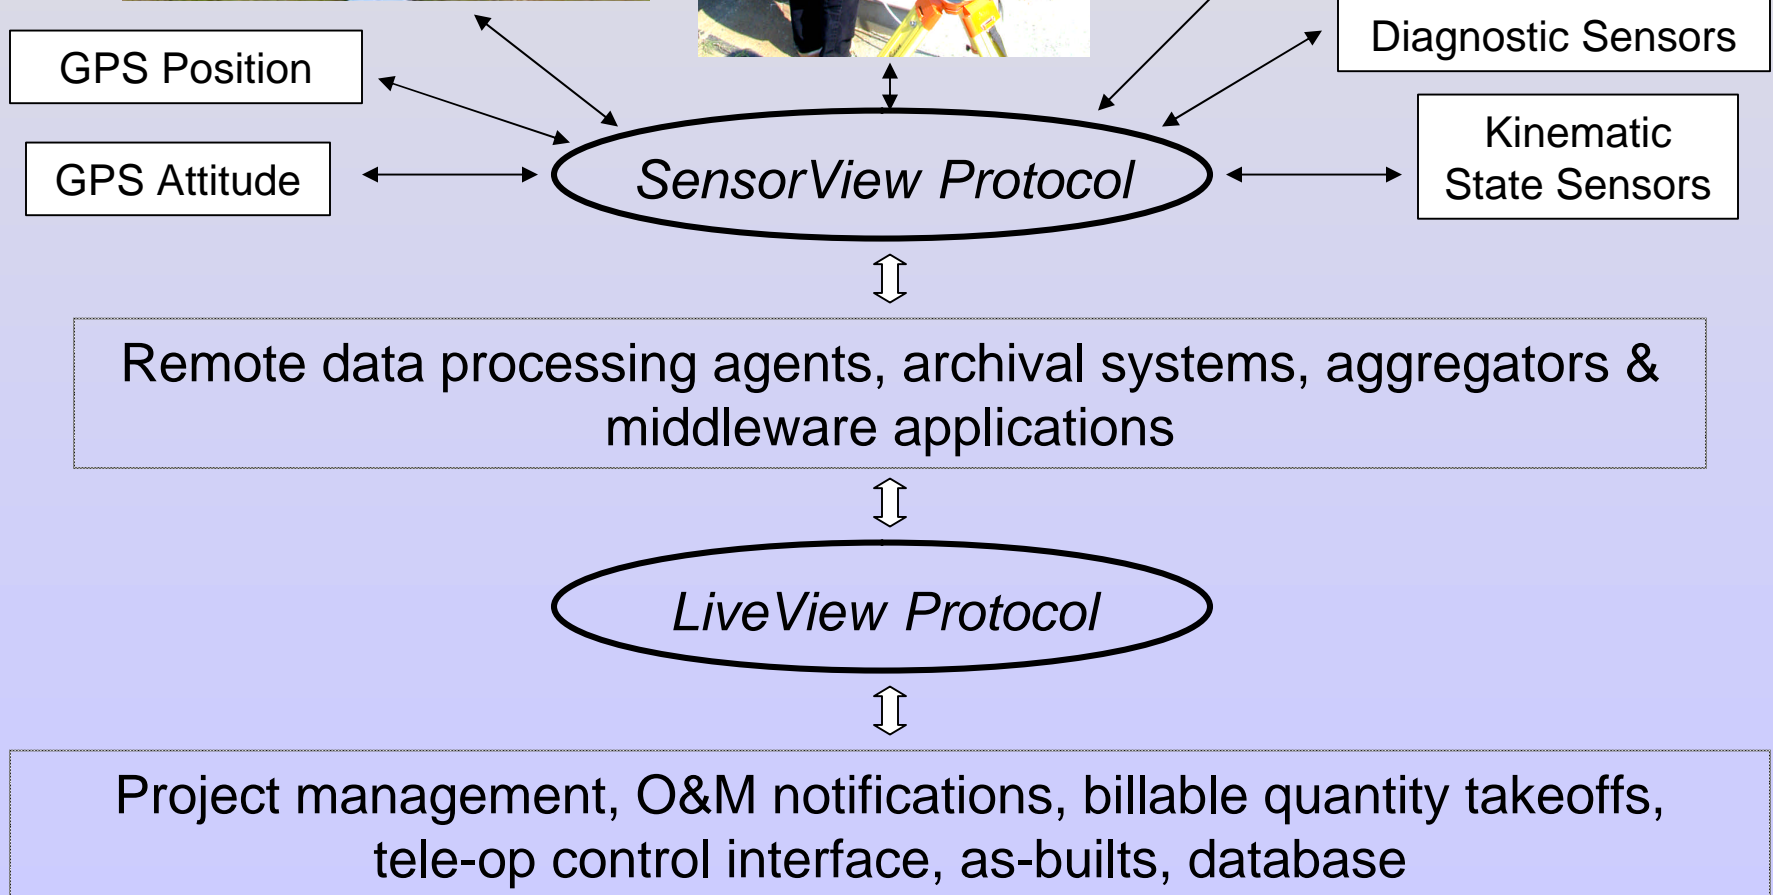 Diagnostic Sensors
GPS Position
Kinematic
State Sensors
GPS Attitude
SensorView Protocol
Remote data processing agents, archival systems, aggregators &
middleware applications
LiveView Protocol
Project management, O&M notifications, billable quantity takeoffs,
tele-op control interface, as-builts, database